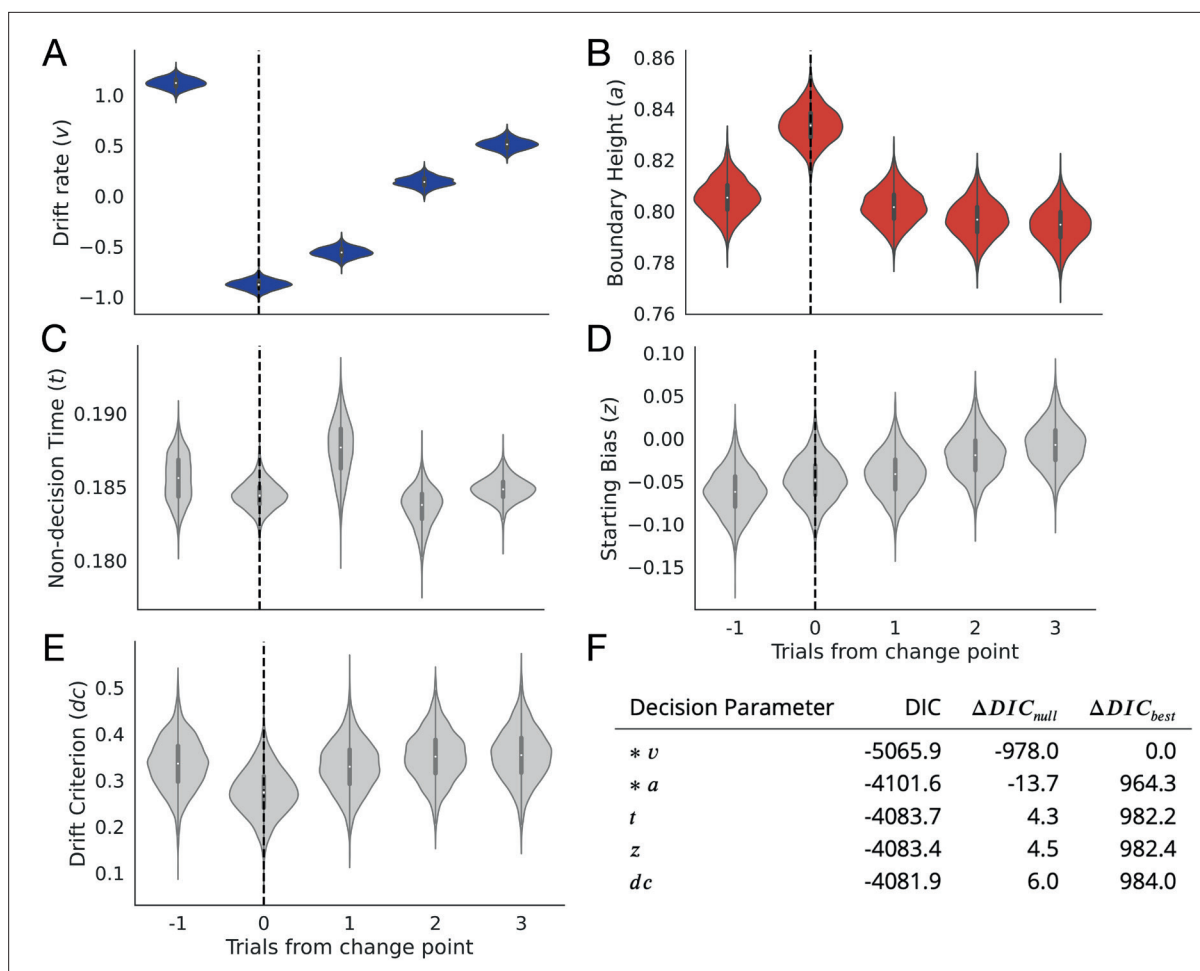 A
Drift rate (v)
1.0
0.5
0.0
−0.5
−1.0
B
Boundary Height (a)
0.86
0.84
0.82
0.80
0.78
0.76
C
Non-decision Time (t)
0.190
0.185
0.180
D
Starting Bias (z)
0.10
0.05
0.00
−0.05
−0.10
−0.15
-1 0 1 2 3
Trials from change point
E
Drift Criterion (dc)
0.5
0.4
0.3
0.2
0.1
-1 0 1 2 3
Trials from change point
F
Decision Parameter DIC ΔDIC_null ΔDIC_best
* v -5065.9 -978.0 0.0
* a -4101.6 -13.7 964.3
t -4083.7 4.3 982.2
z -4083.4 4.5 982.4
dc -4081.9 6.0 984.0